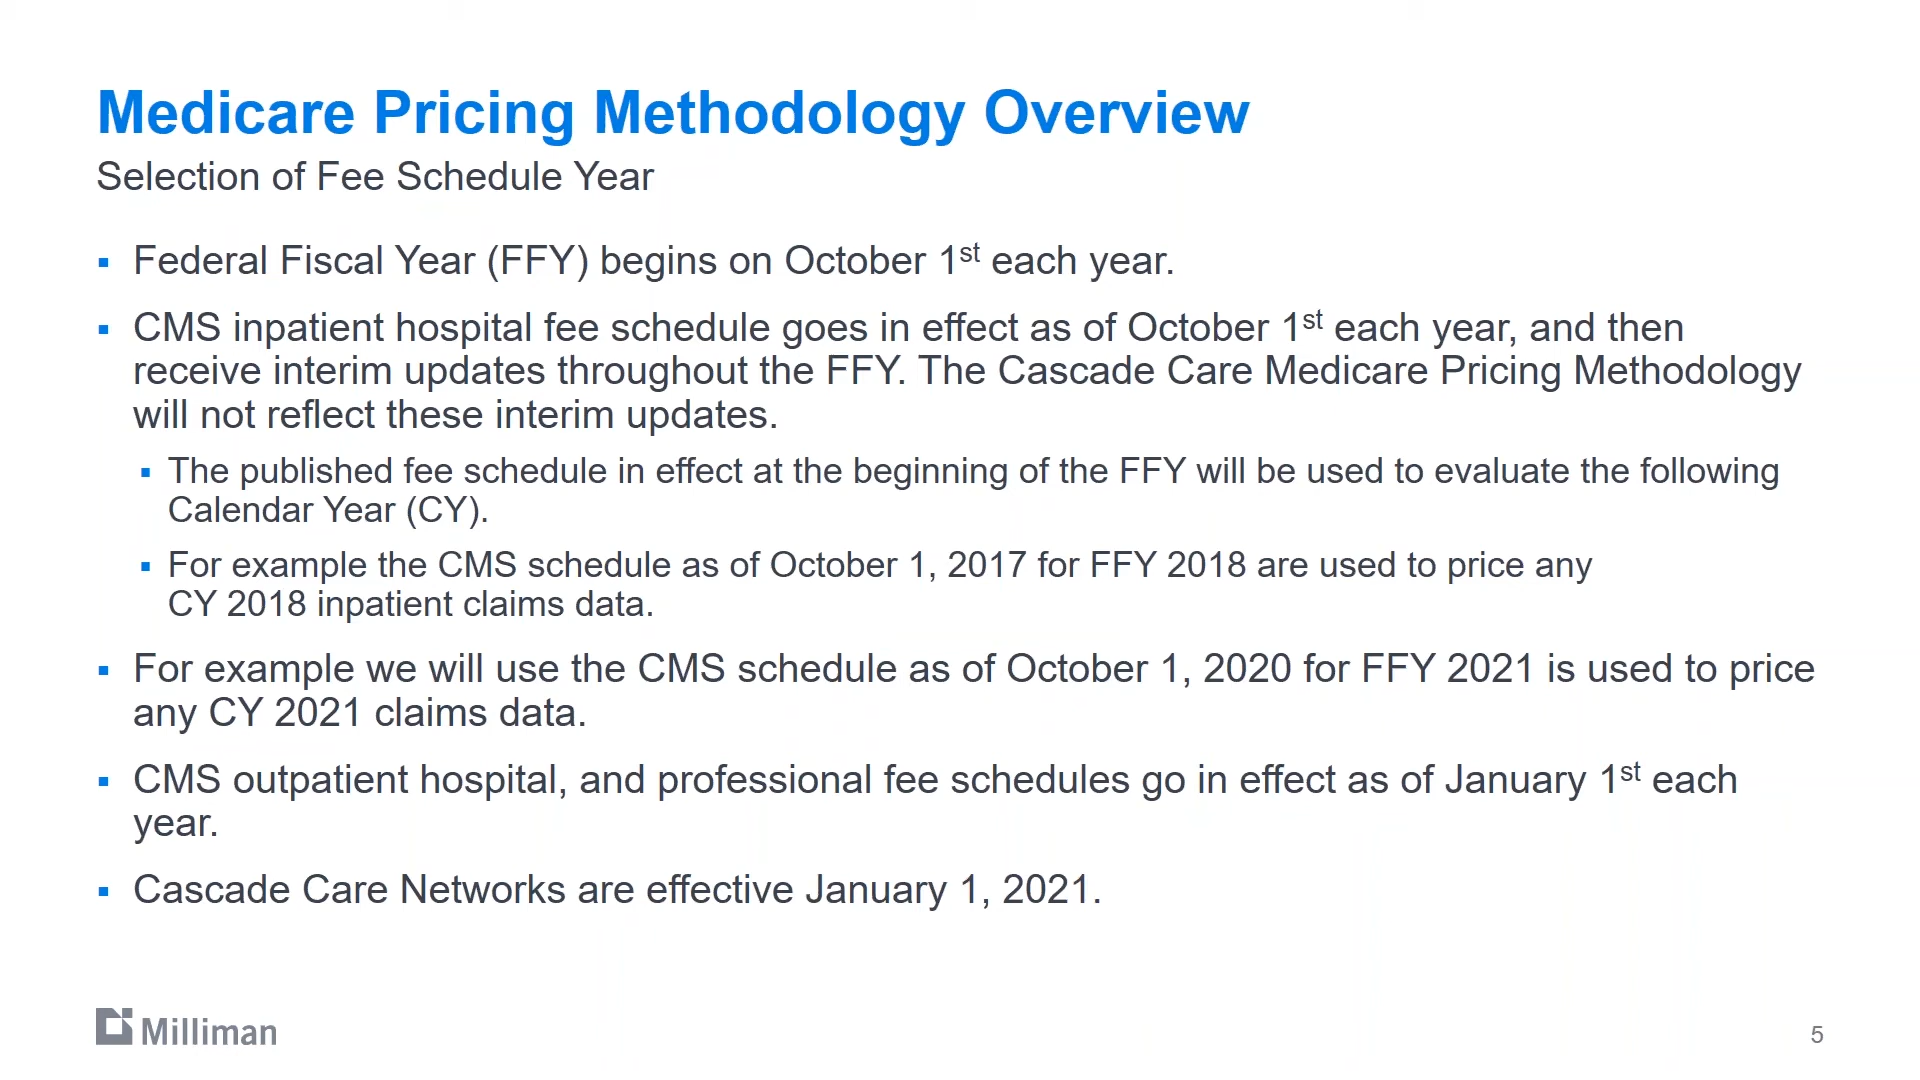 Medicare Pricing Methodology Overview
Selection of Fee Schedule Year
▪ Federal Fiscal Year (FFY) begins on October 1st each year.
▪ CMS inpatient hospital fee schedule goes in effect as of October 1st each year, and then
receive interim updates throughout the FFY. The Cascade Care Medicare Pricing Methodology
will not reflect these interim updates.
▪ The published fee schedule in effect at the beginning of the FFY will be used to evaluate the following
Calendar Year (CY).
▪ For example the CMS schedule as of October 1, 2017 for FFY 2018 are used to price any
CY 2018 inpatient claims data.
▪ For example we will use the CMS schedule as of October 1, 2020 for FFY 2021 is used to price
any CY 2021 claims data.
▪ CMS outpatient hospital, and professional fee schedules go in effect as of January 1st each
year.
▪ Cascade Care Networks are effective January 1, 2021.
Milliman
5